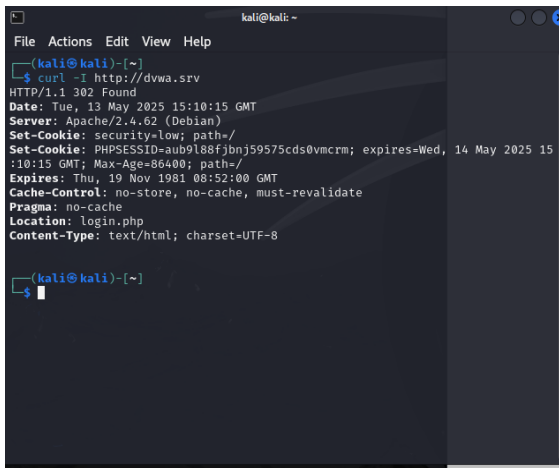 kali@kali: ~
File Actions Edit View Help
┌──(kali㉿kali)-[~]
└─$ curl -I http://dvwa.srv
HTTP/1.1 302 Found
Date: Tue, 13 May 2025 15:10:15 GMT
Server: Apache/2.4.62 (Debian)
Set-Cookie: security=low; path=/
Set-Cookie: PHPSESSID=aub9l88fjbnj59575cds0vmcrm; expires=Wed, 14 May 2025 15
:10:15 GMT; Max-Age=86400; path=/
Expires: Thu, 19 Nov 1981 08:52:00 GMT
Cache-Control: no-store, no-cache, must-revalidate
Pragma: no-cache
Location: login.php
Content-Type: text/html; charset=UTF-8
┌──(kali㉿kali)-[~]
└─$